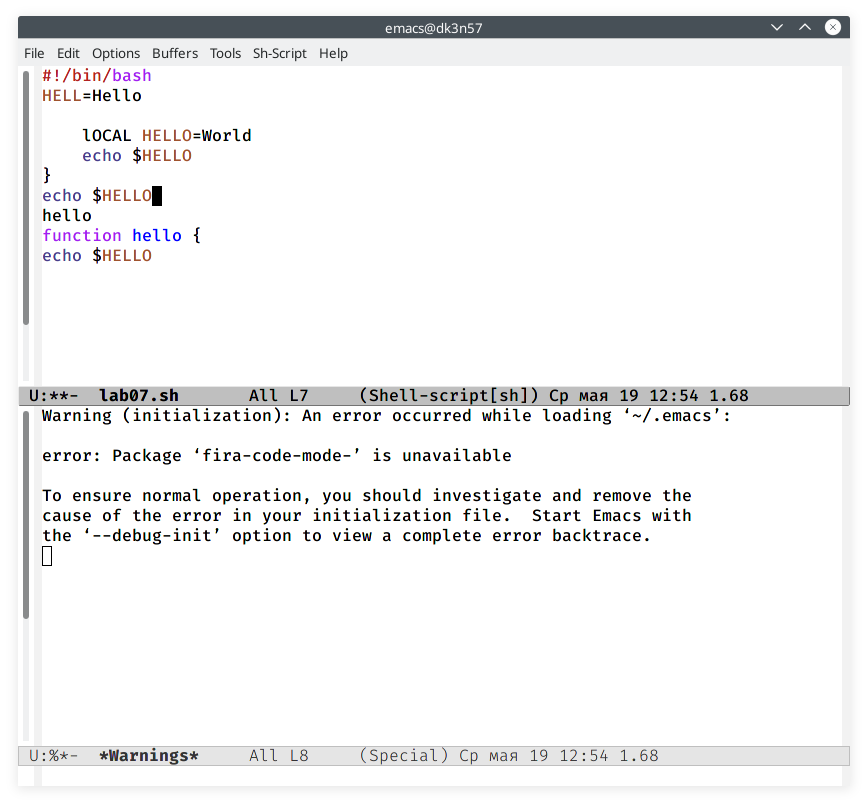 emacs@dk3n57
File Edit Options Buffers Tools Sh-Script Help
#!/bin/bash
HELL=Hello
lOCAL HELLO=World
echo $HELLO
}
echo $HELLO
hello
function hello {
echo $HELLO
U:**- lab07.sh All L7 (Shell-script[sh]) Ср мая 19 12:54 1.68
Warning (initialization): An error occurred while loading ‘~/.emacs’:
error: Package ‘fira-code-mode-’ is unavailable
To ensure normal operation, you should investigate and remove the
cause of the error in your initialization file. Start Emacs with
the ‘--debug-init’ option to view a complete error backtrace.
U:%*- *Warnings* All L8 (Special) Ср мая 19 12:54 1.68